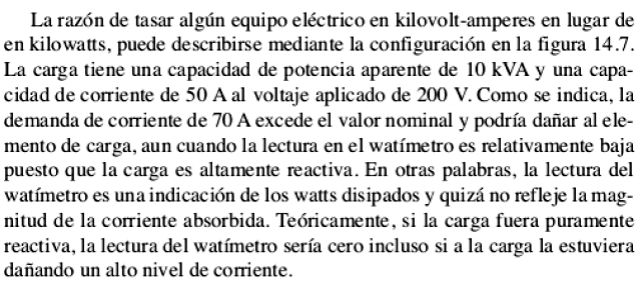 La razón de tasar algún equipo eléctrico en kilovolt-amperes en lugar de
en kilowatts, puede describirse mediante la configuración en la figura 14.7.
La carga tiene una capacidad de potencia aparente de 10 kVA y una capa-
cidad de corriente de 50 A al voltaje aplicado de 200 V. Como se indica, la
demanda de corriente de 70 A excede el valor nominal y podría dañar al ele-
mento de carga, aun cuando la lectura en el watímetro es relativamente baja
puesto que la carga es altamente reactiva. En otras palabras, la lectura del
watímetro es una indicación de los watts disipados y quizá no refleje la mag-
nitud de la corriente absorbida. Teóricamente, si la carga fuera puramente
reactiva, la lectura del watímetro sería cero incluso si a la carga la estuviera
dañando un alto nivel de corriente.